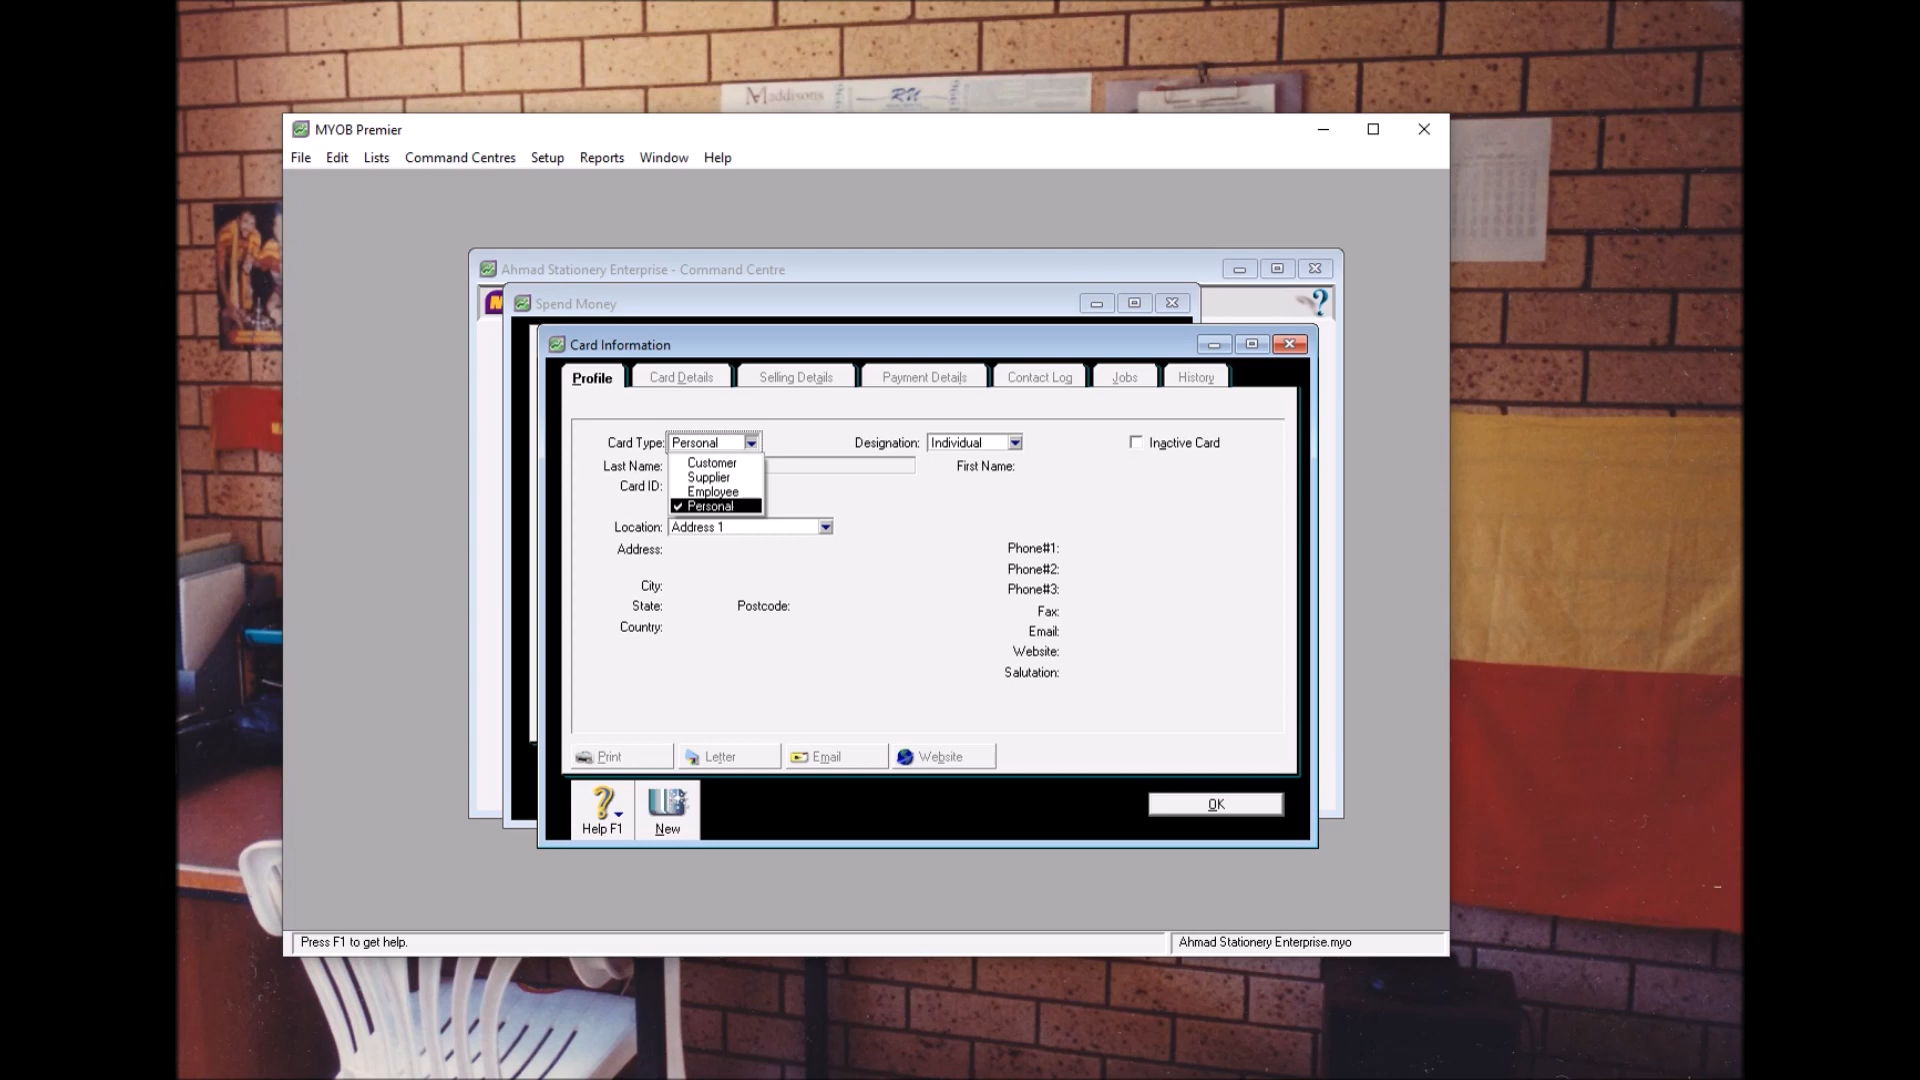 Maddisons
RU
MYOB Premier
File Edit Lists Command Centres Setup Reports Window Help
Ahmad Stationery Enterprise - Command Centre
Spend Money
Card Information
Profile Card Details Selling Details Payment Details Contact Log Jobs History
Card Type: Personal Designation: Individual Inactive Card
Customer
Supplier
Employee
Personal
Last Name: First Name:
Card ID:
Location: Address 1
Address:
City:
State: Postcode:
Country:
Phone#1:
Phone#2:
Phone#3:
Fax:
Email:
Website:
Salutation:
Print Letter Email Website
Help F1 New OK
Press F1 to get help. Ahmad Stationery Enterprise.myo